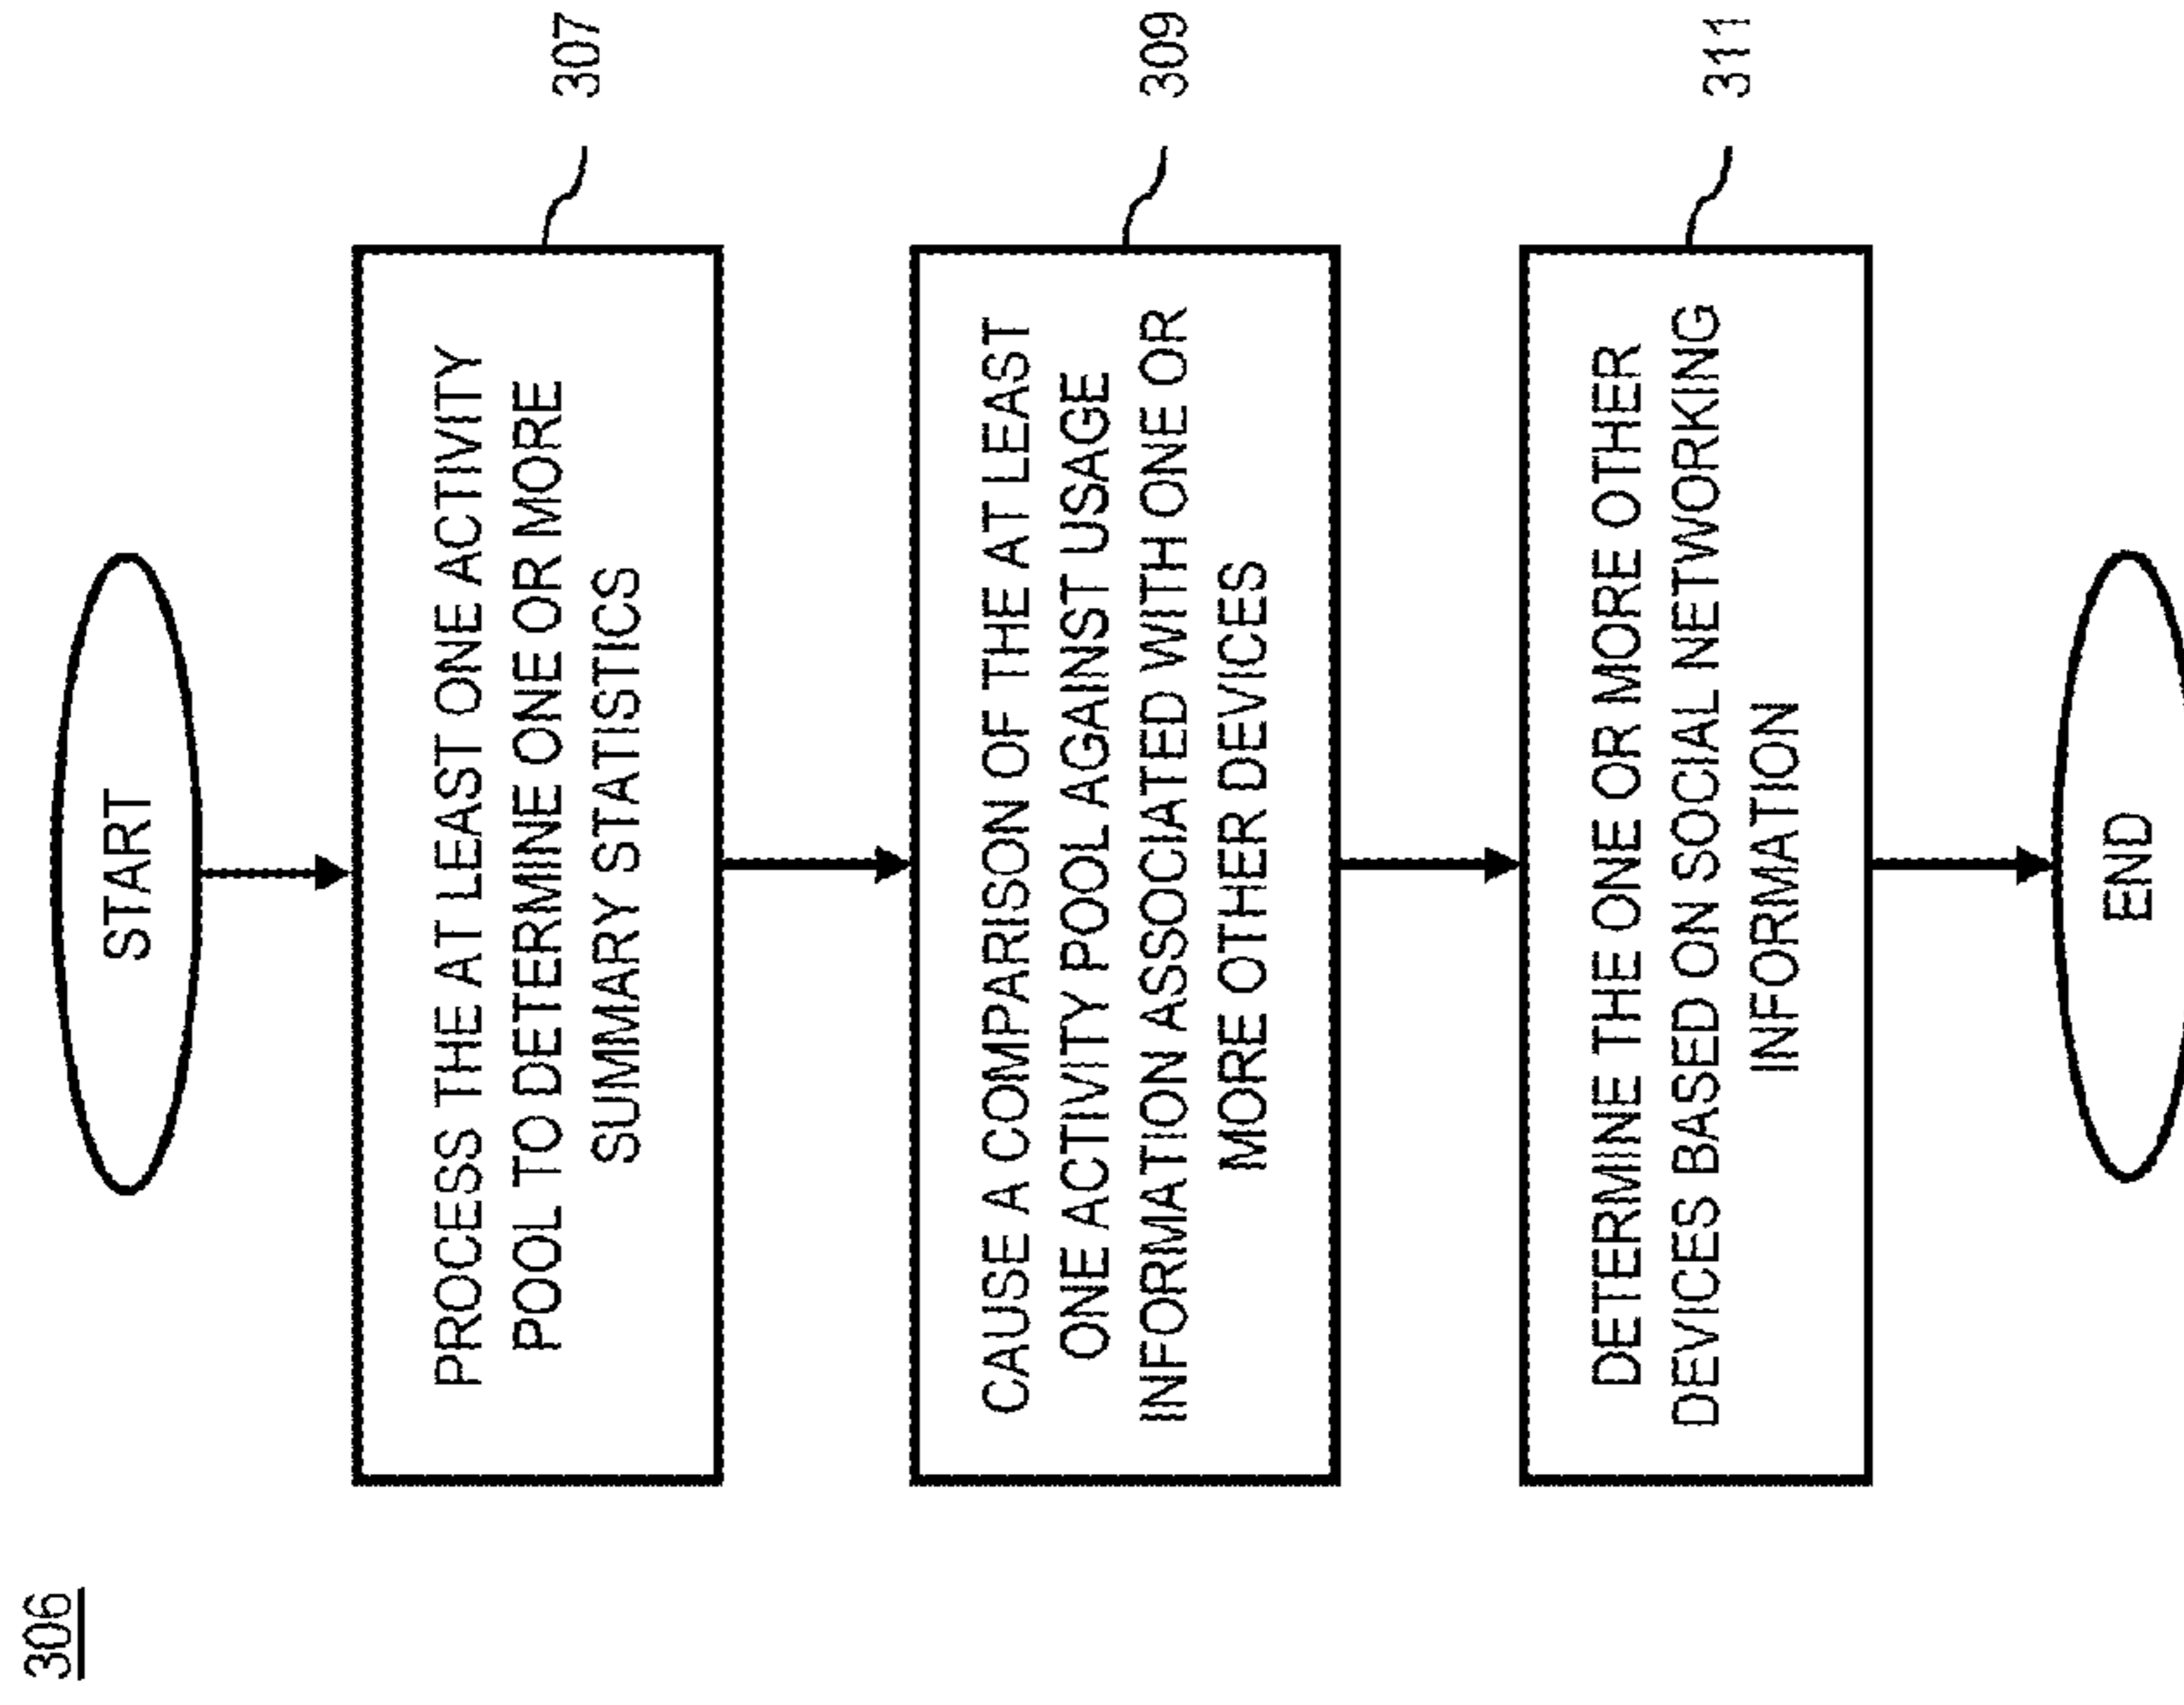 306
START
PROCESS THE AT LEAST ONE ACTIVITY
POOL TO DETERMINE ONE OR MORE
SUMMARY STATISTICS
307
CAUSE A COMPARISON OF THE AT LEAST
ONE ACTIVITY POOL AGAINST USAGE
INFORMATION ASSOCIATED WITH ONE OR
MORE OTHER DEVICES
309
DETERMINE THE ONE OR MORE OTHER
DEVICES BASED ON SOCIAL NETWORKING
INFORMATION
311
END